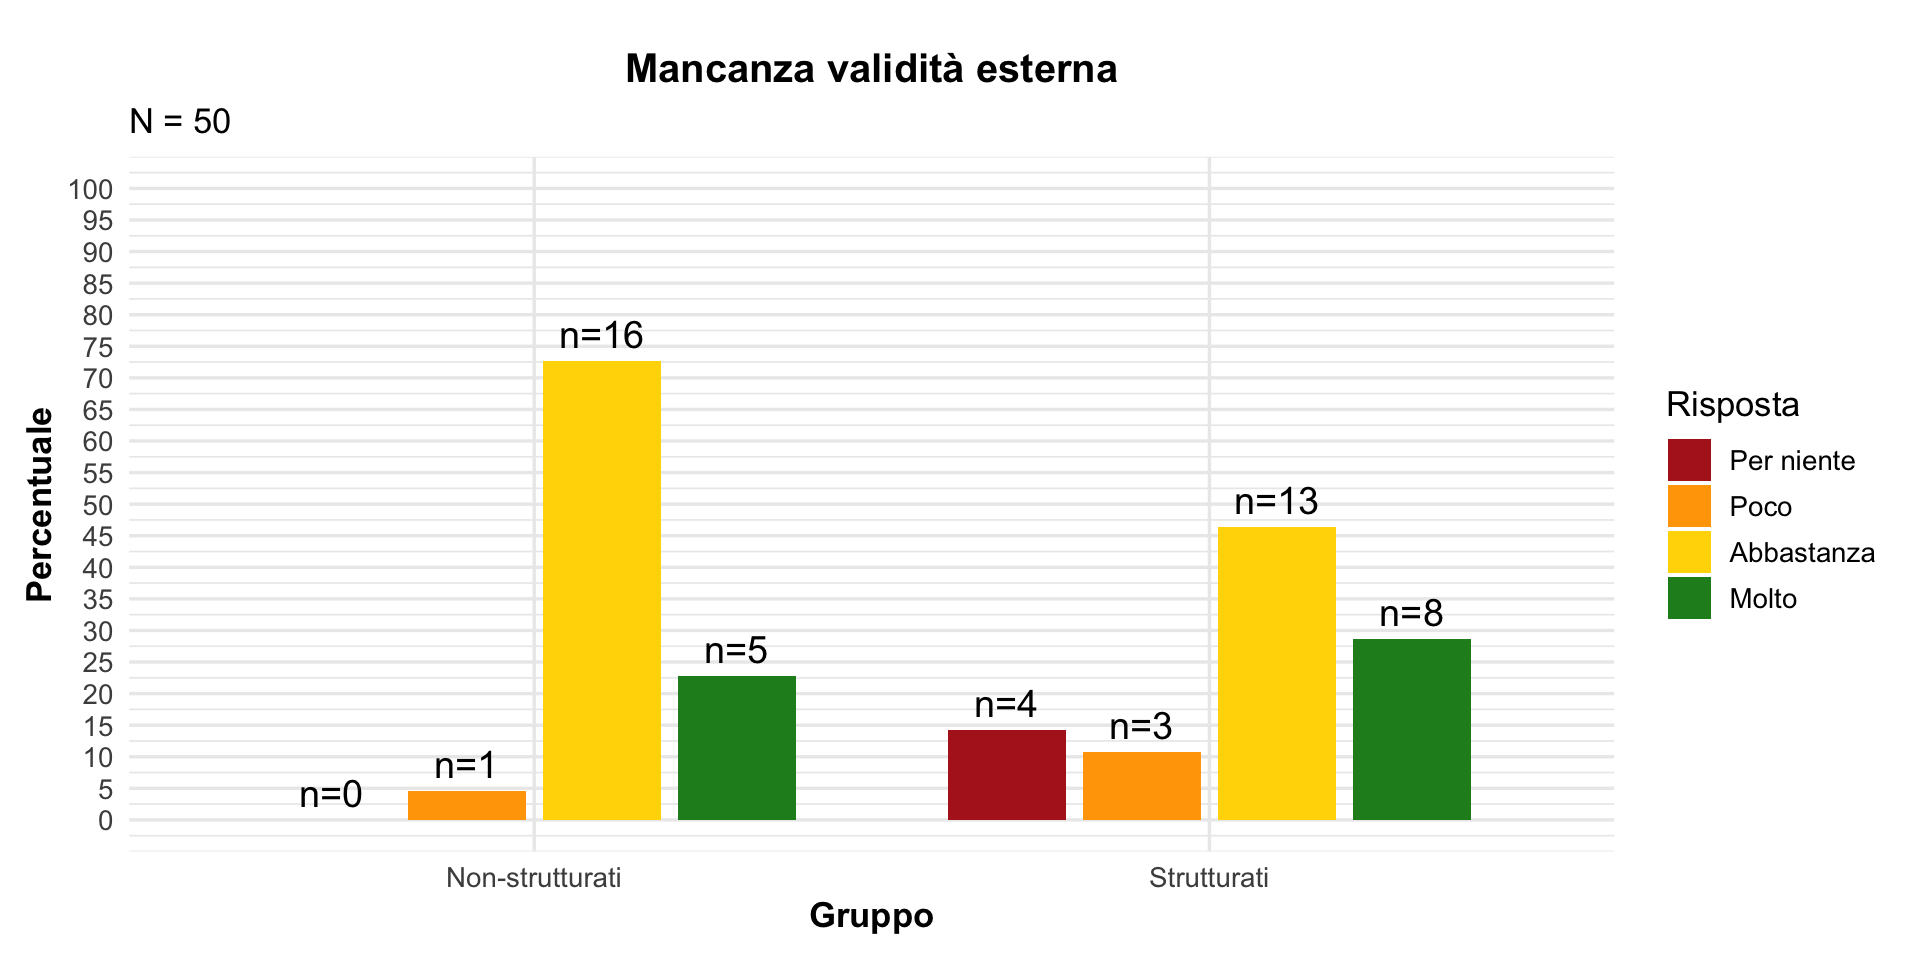 Mancanza validità esterna
N = 50
100
95
90
85
80
75
70
65
60
55
50
45
40
35
30
25
20
15
10
5
0
Percentuale
n=0
n=1
n=16
n=5
n=4
n=3
n=13
n=8
Non-strutturati
Strutturati
Gruppo
Risposta
Per niente
Poco
Abbastanza
Molto